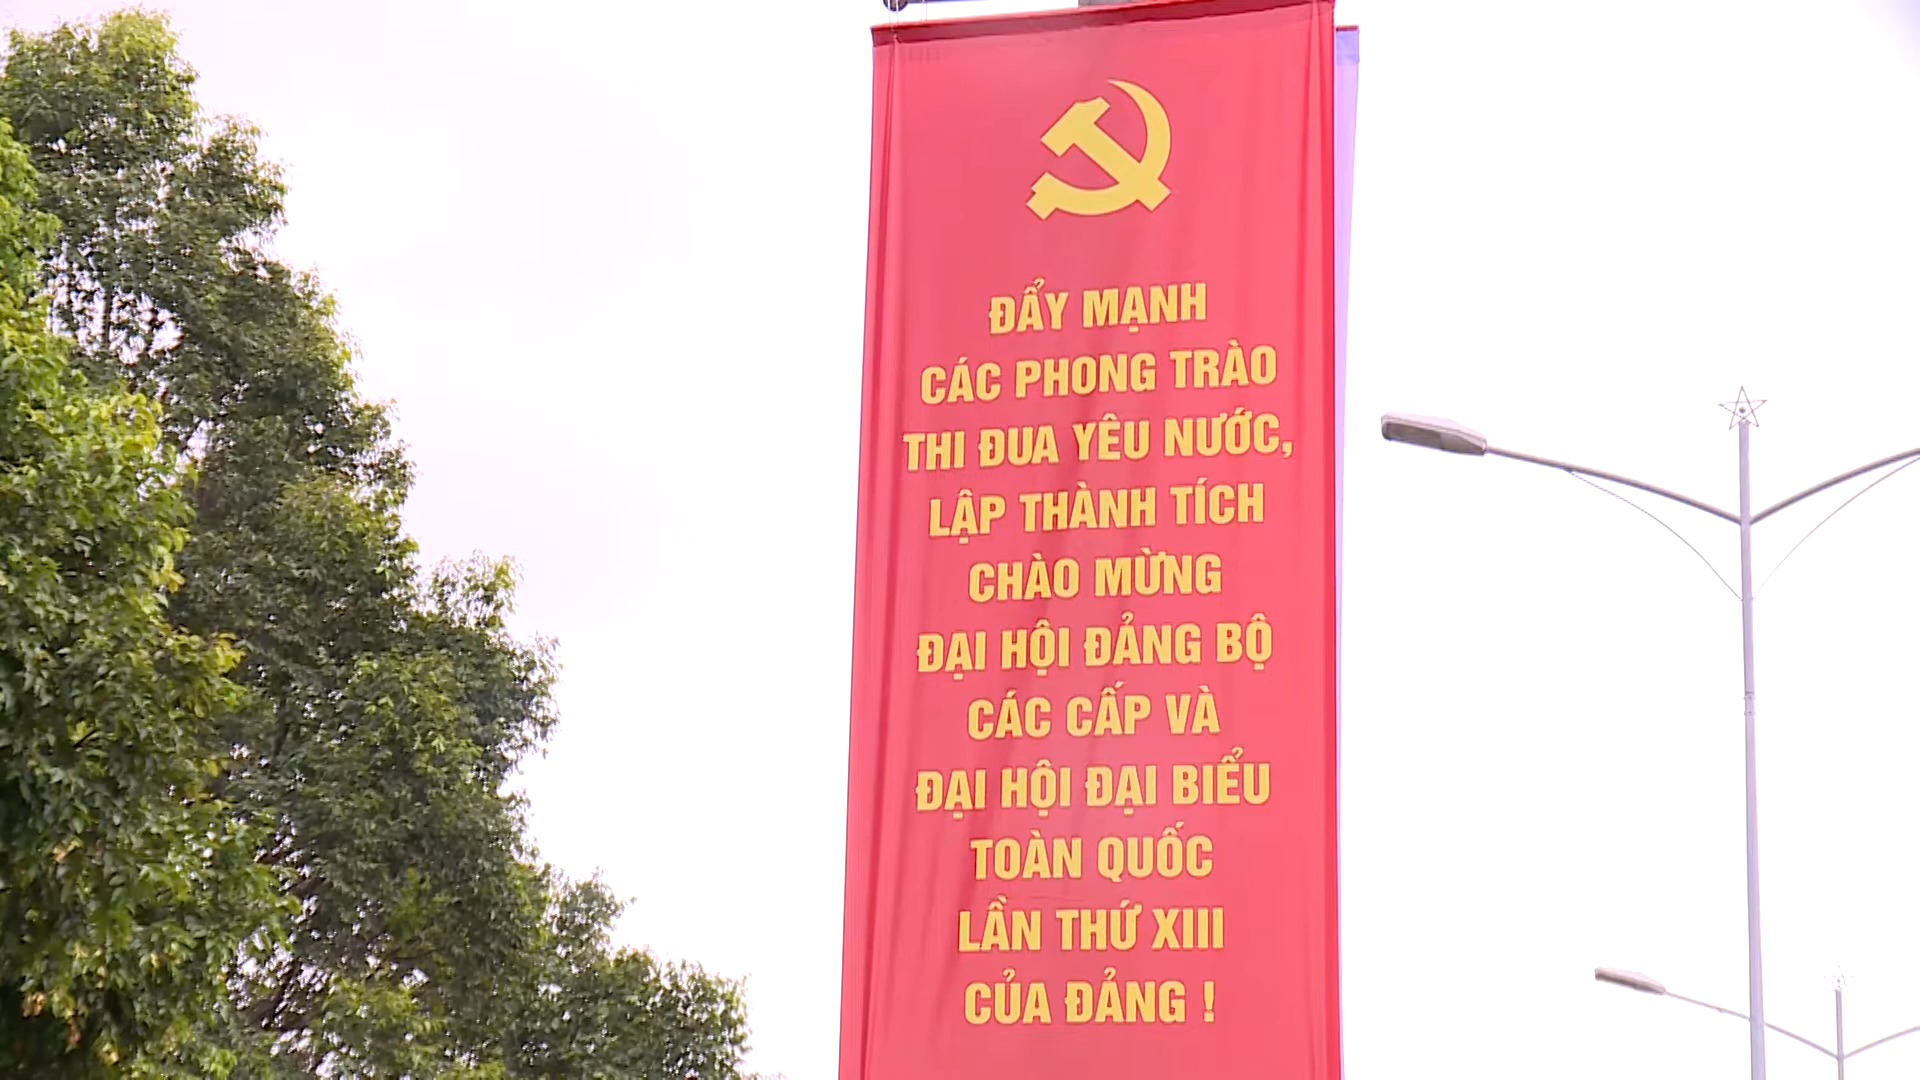 ĐẨY MẠNH
CÁC PHONG TRÀO
THI ĐUA YÊU NƯỚC,
LẬP THÀNH TÍCH
CHÀO MỪNG
ĐẠI HỘI ĐẢNG BỘ
CÁC CẤP VÀ
ĐẠI HỘI ĐẠI BIỂU
TOÀN QUỐC
LẦN THỨ XIII
CỦA ĐẢNG !